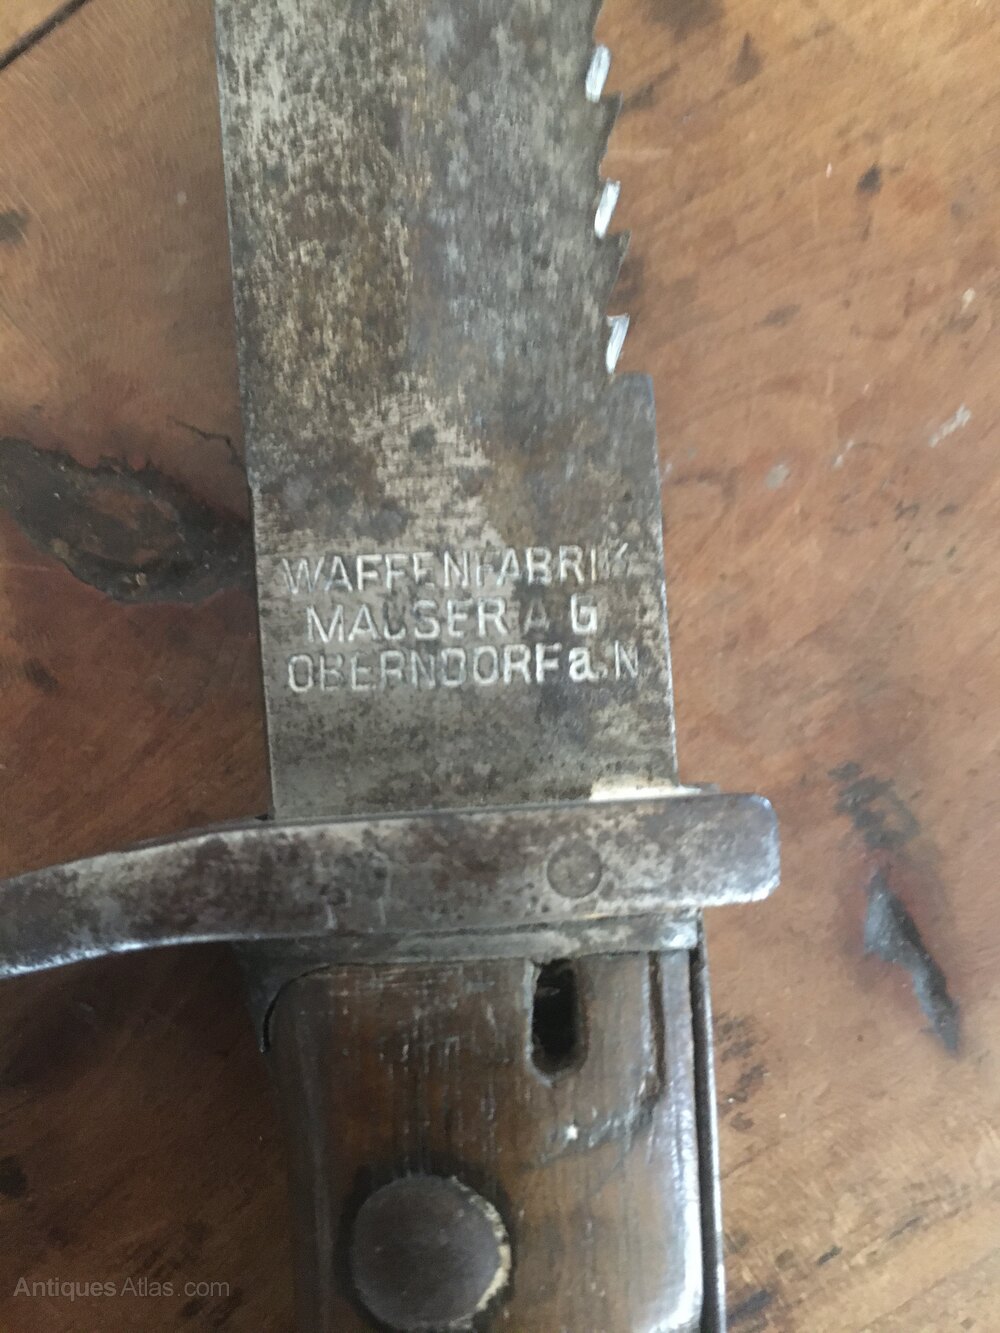 WAFFENFABRIK
MAUSER A G
OBERNDORF a. N
AntiquesAtlas.com